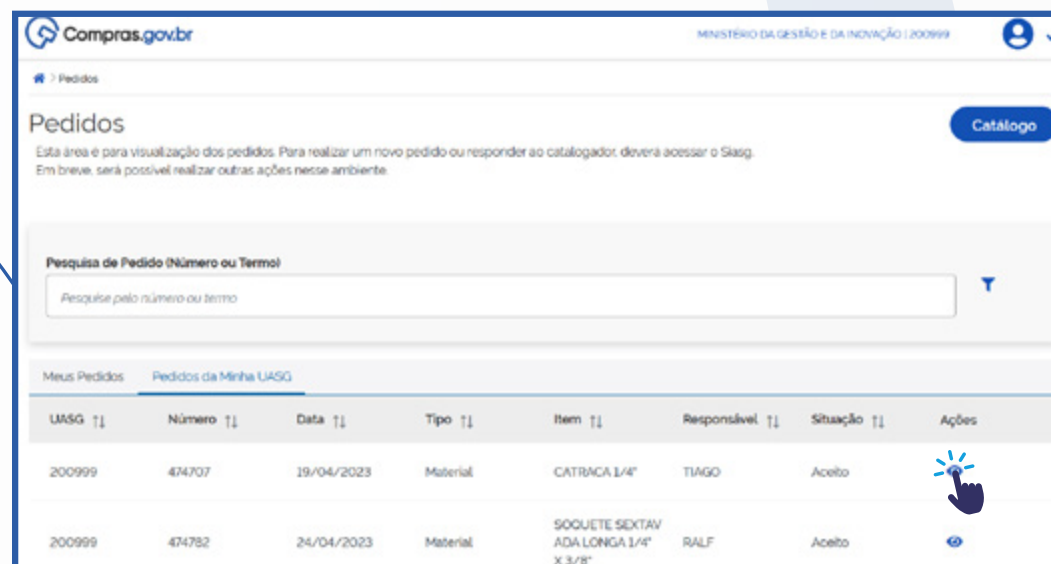 Compras.gov.br
MINISTÉRIO DA GESTÃO E DA INOVAÇÃO | 200999
> Pedidos
Pedidos
Catálogo
Esta área é para visualização dos pedidos. Para realizar um novo pedido ou responder ao catalogador, deverá acessar o Siasg.
Em breve, será possível realizar outras ações nesse ambiente.
Pesquisa de Pedido (Número ou Termo)
Pesquise pelo número ou termo
Meus Pedidos Pedidos da Minha UASG
UASG Número Data Tipo Item Responsável Situação Ações
200999 474707 19/04/2023 Material CATRACA 1/4" TIAGO Aceito
SOQUETE SEXTAV
200999 474782 24/04/2023 Material ADA LONGA 1/4" RALF Aceito
X 3/8"